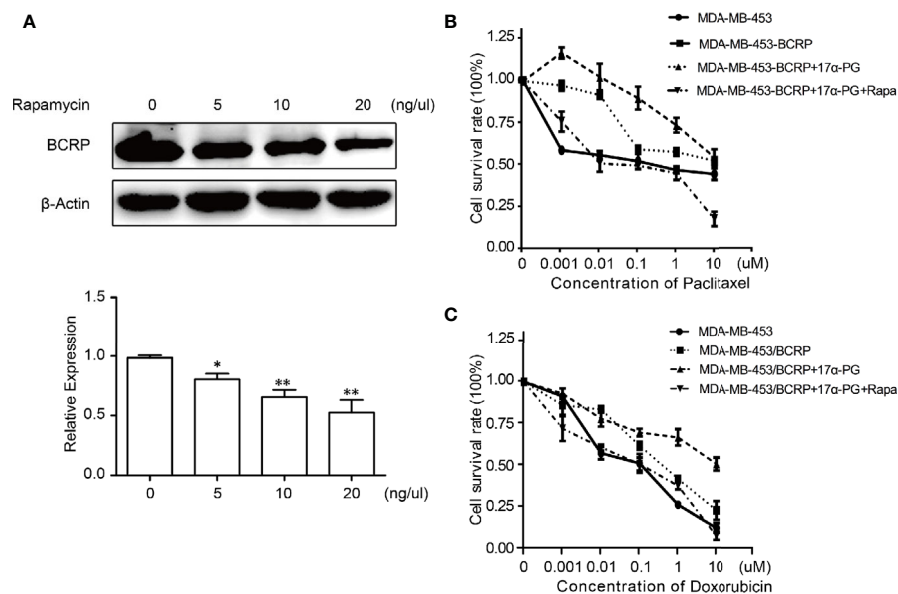 A
Rapamycin 0 5 10 20 (ng/ul)
BCRP
β-Actin
1.5
1.0
0.5
0.0
Relative Expression
*
**
**
0 5 10 20 (ng/ul)
B
MDA-MB-453
MDA-MB-453-BCRP
MDA-MB-453-BCRP+17α-PG
MDA-MB-453-BCRP+17α-PG+Rapa
1.25
1.00
0.75
0.50
0.25
0.00
Cell survival rate (100%)
0 0.001 0.01 0.1 1 10 (uM)
Concentration of Paclitaxel
C
MDA-MB-453
MDA-MB-453/BCRP
MDA-MB-453/BCRP+17α-PG
MDA-MB-453/BCRP+17α-PG+Rapa
1.25
1.00
0.75
0.50
0.25
0.00
Cell survival rate (100%)
0 0.001 0.01 0.1 1 10 (uM)
Concentration of Doxorubicin